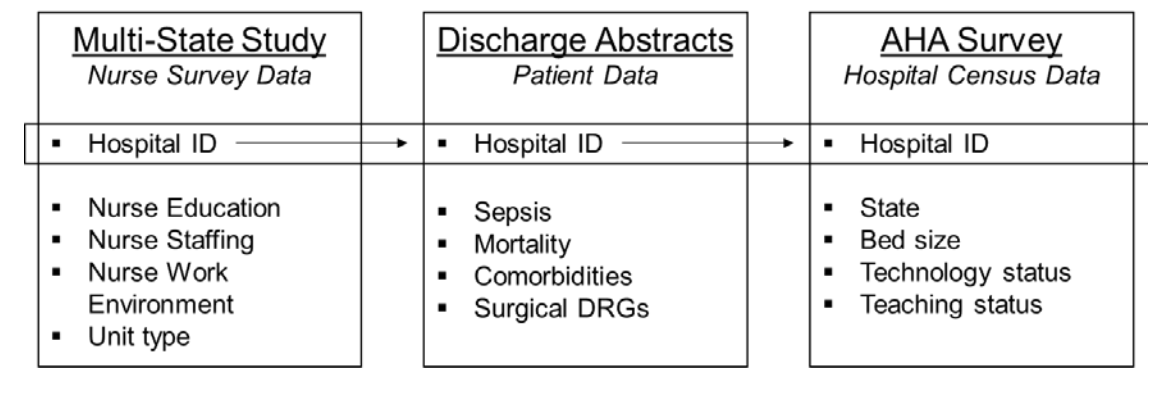 Multi-State Study
Nurse Survey Data
▪ Hospital ID
▪ Nurse Education
▪ Nurse Staffing
▪ Nurse Work
Environment
▪ Unit type
Discharge Abstracts
Patient Data
▪ Hospital ID
▪ Sepsis
▪ Mortality
▪ Comorbidities
▪ Surgical DRGs
AHA Survey
Hospital Census Data
▪ Hospital ID
▪ State
▪ Bed size
▪ Technology status
▪ Teaching status